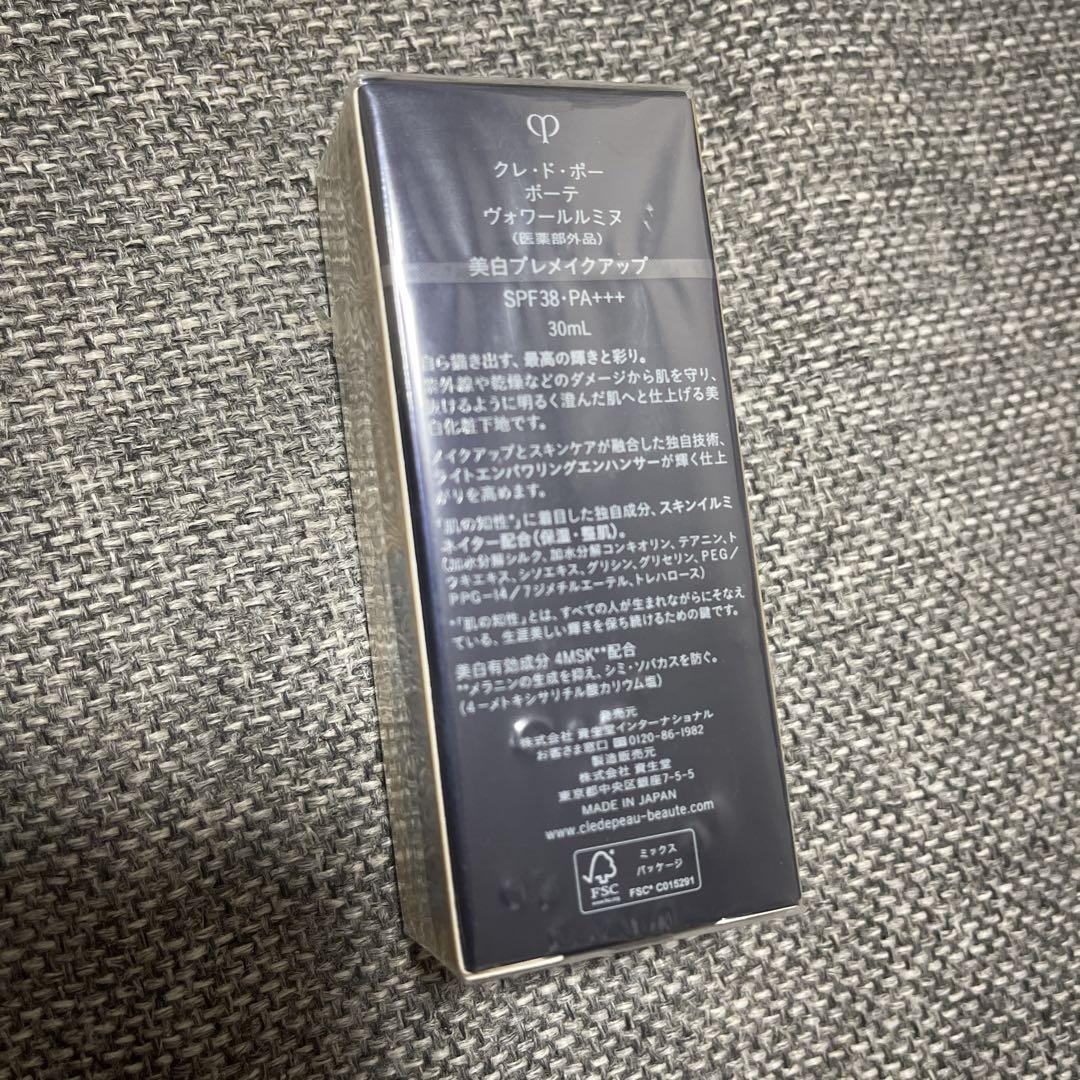 クレ・ド・ポー
ボーテ
ヴォワールルミヌ
(医薬部外品)
美白プレメイクアップ
SPF38・PA+++
30mL
自ら描き出す、最高の輝きと彩り。
紫外線や乾燥などのダメージから肌を守り、
透けるように明るく澄んだ肌へと仕上げる美
白化粧下地です。
メイクアップとスキンケアが融合した独自技術、
ライトエンパワリングエンハンサーが輝く仕上
がりを高めます。
「肌の知性*」に着目した独自成分、スキンイルミ
ネイター配合(保湿・整肌)。
(加水分解シルク、加水分解コンキオリン、テアニン、ト
ウキエキス、シソエキス、グリシン、グリセリン、PEG/
PPG-14/7ジメチルエーテル、トレハロース)
*「肌の知性」とは、すべての人が生まれながらにそなえ
ている、生涯美しい輝きを保ち続けるための鍵です。
美白有効成分 4MSK**配合
**メラニンの生成を抑え、シミ・ソバカスを防ぐ。
(4-メトキシサリチル酸カリウム塩)
発売元
株式会社 資生堂インターナショナル
お客さま窓口 0120-86-1982
製造販売元
株式会社 資生堂
東京都中央区銀座7-5-5
MADE IN JAPAN
www.cledepeau-beaute.com
FSC
ミックス
パッケージ
FSC® C015291